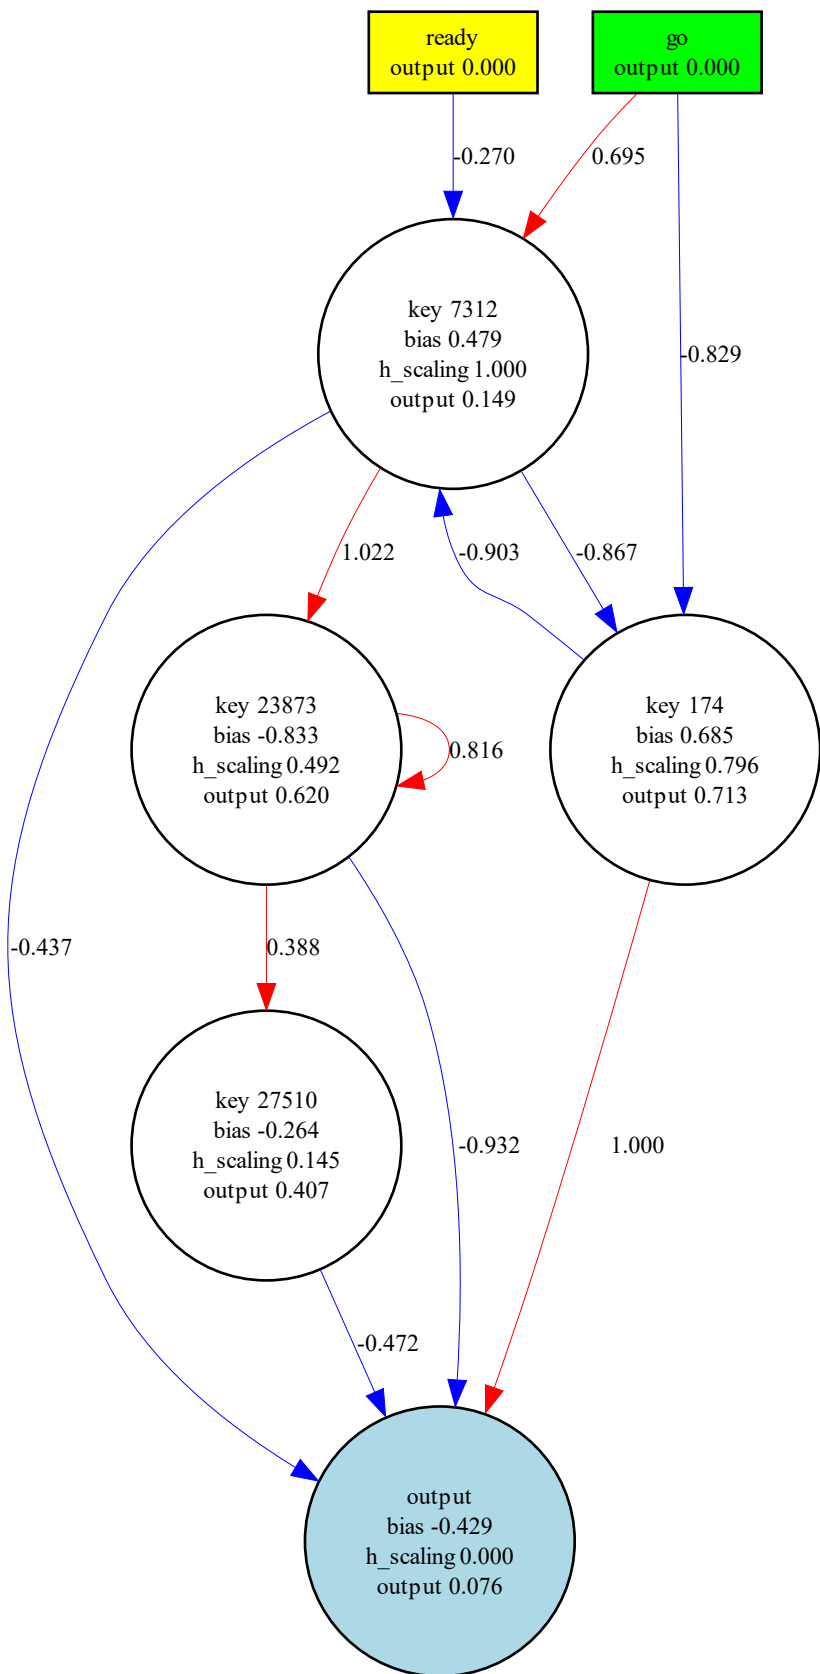 ready
output 0.000
go
output 0.000
-0.270
0.695
key 7312
bias 0.479
h_scaling 1.000
output 0.149
-0.829
1.022
-0.903
-0.867
key 23873
bias -0.833
h_scaling 0.492
output 0.620
0.816
key 174
bias 0.685
h_scaling 0.796
output 0.713
-0.437
0.388
key 27510
bias -0.264
h_scaling 0.145
output 0.407
-0.932
1.000
-0.472
output
bias -0.429
h_scaling 0.000
output 0.076